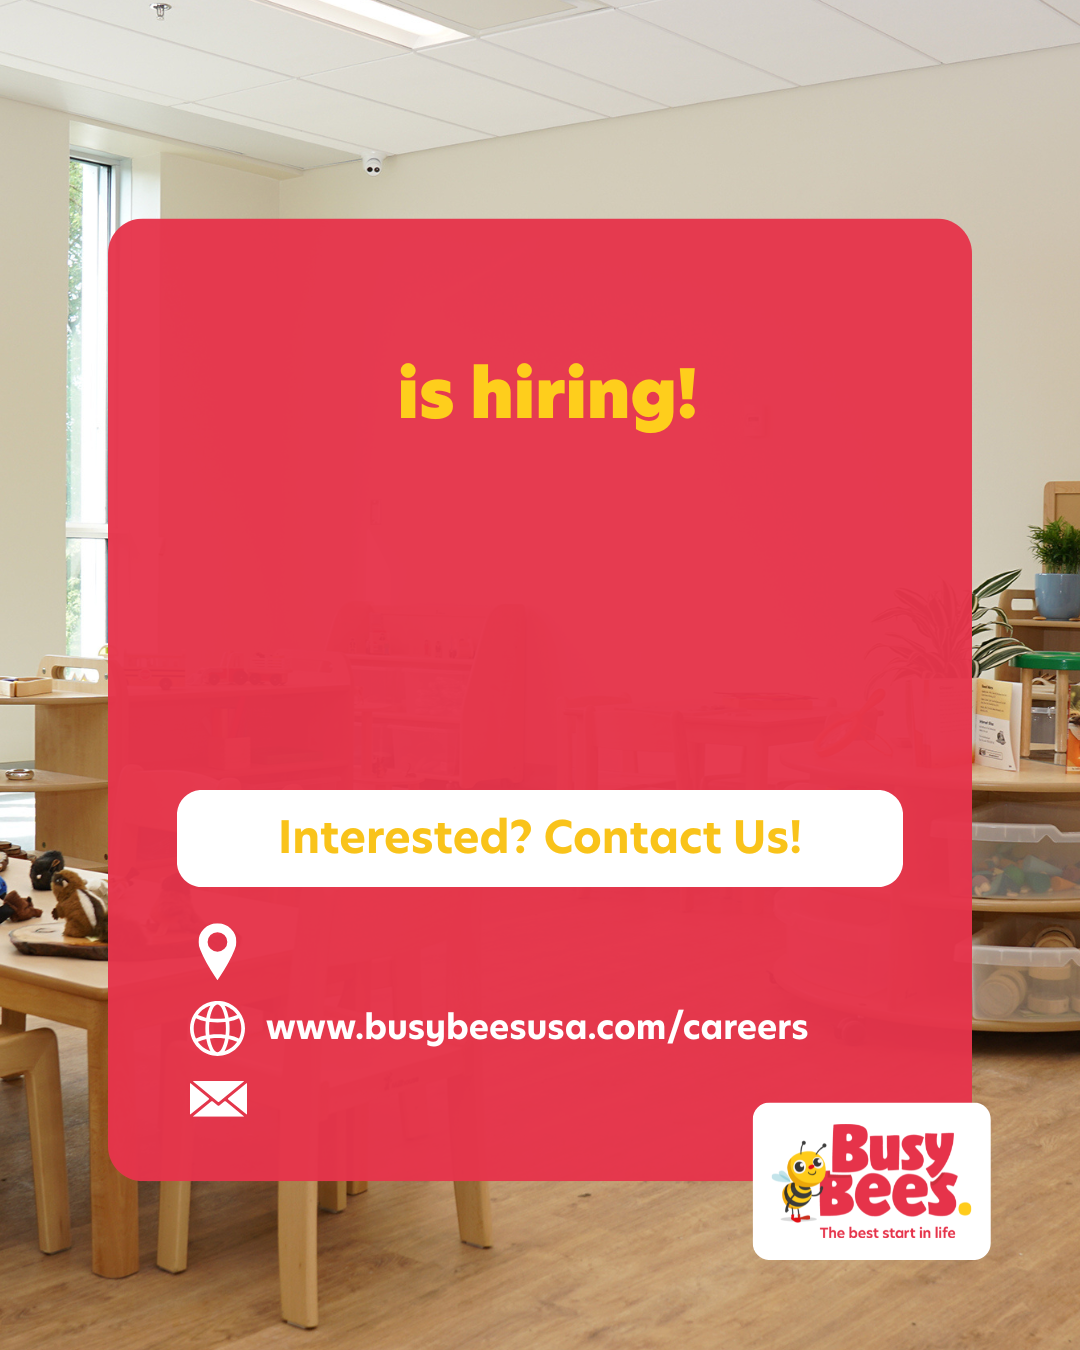 is hiring!
Interested? Contact Us!
www.busybeesusa.com/careers
Busy
Bees.
The best start in life